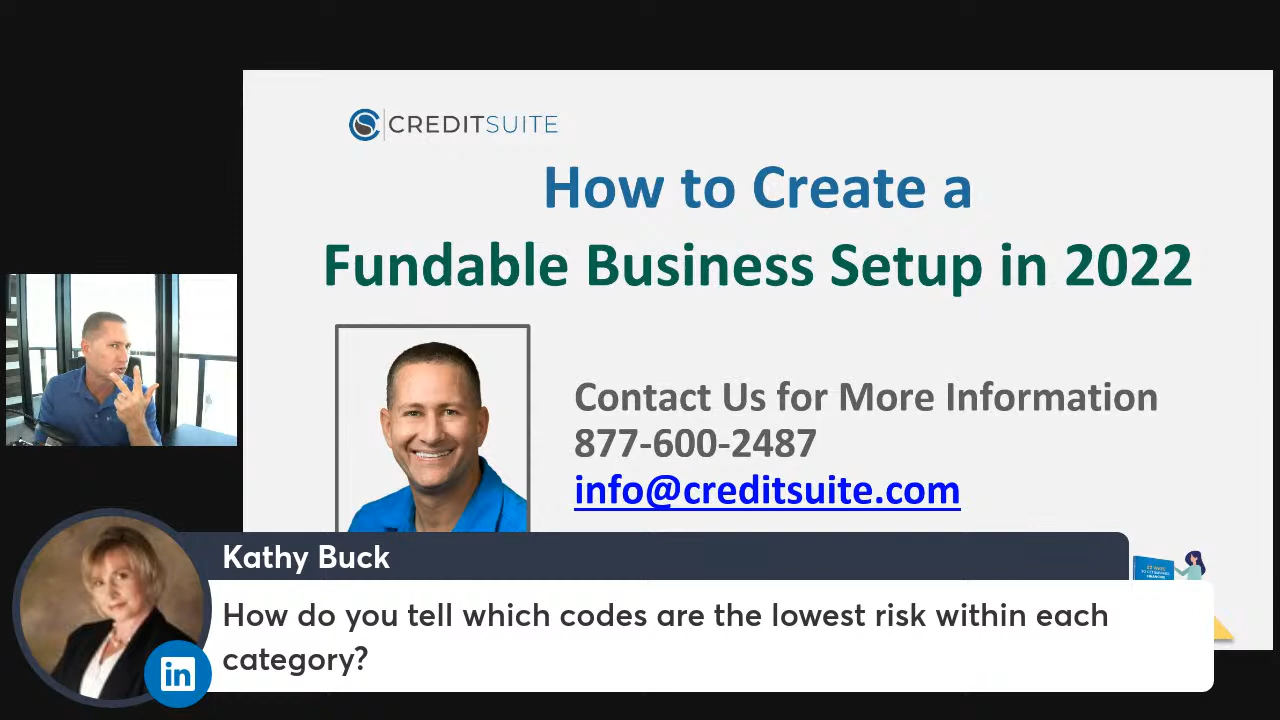 CREDITSUITE
How to Create a
Fundable Business Setup in 2022
Contact Us for More Information
877-600-2487
info@creditsuite.com
Kathy Buck
How do you tell which codes are the lowest risk within each
category?
in